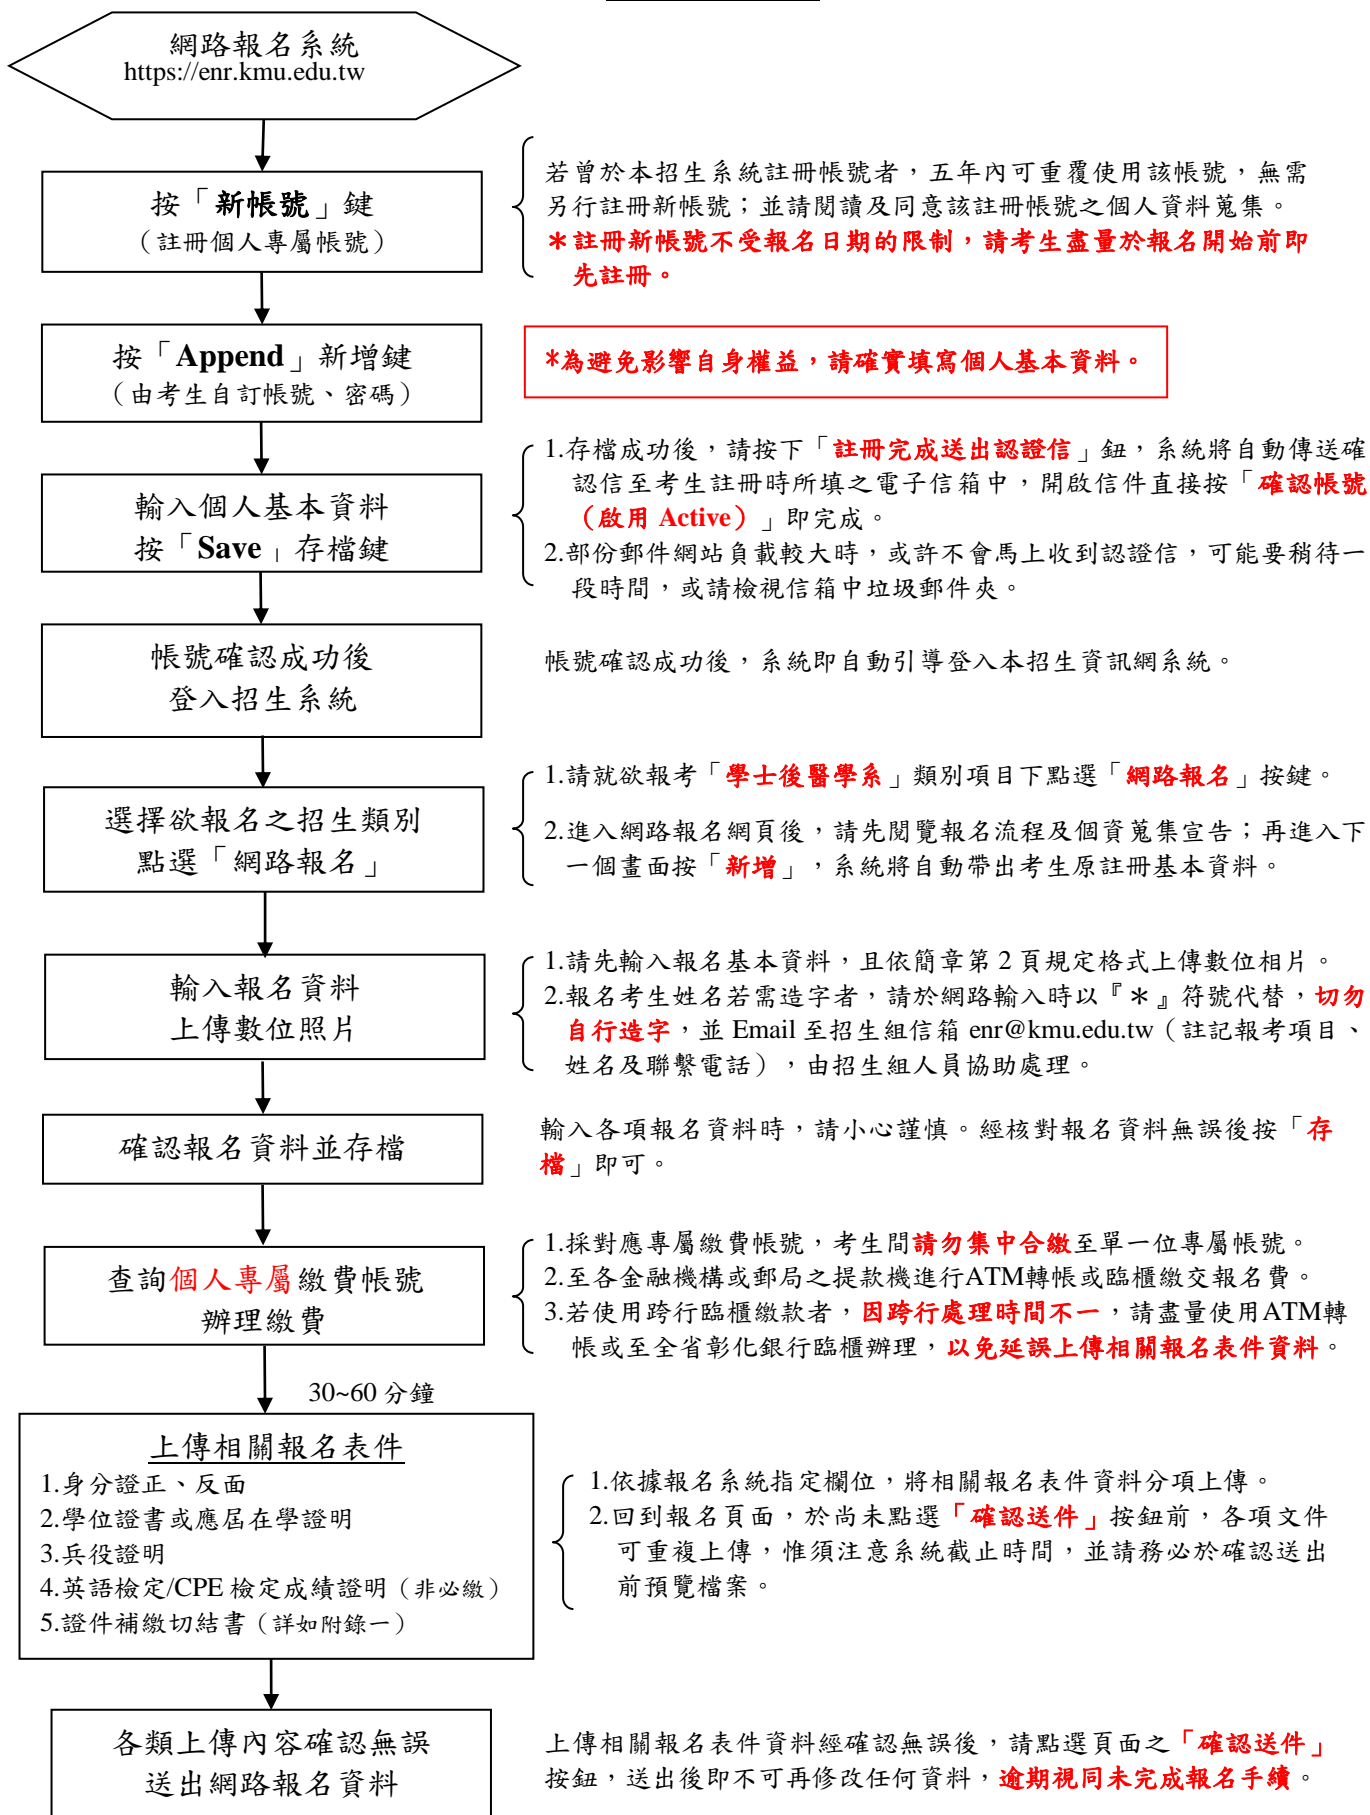 網路報名系統
https://enr.kmu.edu.tw
按「新帳號」鍵
（註冊個人專屬帳號）
若曾於本招生系統註冊帳號者，五年內可重覆使用該帳號，無需
另行註冊新帳號；並請閱讀及同意該註冊帳號之個人資料蒐集。
＊註冊新帳號不受報名日期的限制，請考生盡量於報名開始前即
先註冊。
按「Append」新增鍵
（由考生自訂帳號、密碼）
*為避免影響自身權益，請確實填寫個人基本資料。
輸入個人基本資料
按「Save」存檔鍵
1.存檔成功後，請按下「註冊完成送出認證信」鈕，系統將自動傳送確
認信至考生註冊時所填之電子信箱中，開啟信件直接按「確認帳號
（啟用 Active）」即完成。
2.部份郵件網站負載較大時，或許不會馬上收到認證信，可能要稍待一
段時間，或請檢視信箱中垃圾郵件夾。
帳號確認成功後
登入招生系統
帳號確認成功後，系統即自動引導登入本招生資訊網系統。
選擇欲報名之招生類別
點選「網路報名」
1.請就欲報考「學士後醫學系」類別項目下點選「網路報名」按鍵。
2.進入網路報名網頁後，請先閱覽報名流程及個資蒐集宣告；再進入下
一個畫面按「新增」，系統將自動帶出考生原註冊基本資料。
輸入報名資料
上傳數位照片
1.請先輸入報名基本資料，且依簡章第 2 頁規定格式上傳數位相片。
2.報名考生姓名若需造字者，請於網路輸入時以『＊』符號代替，切勿
自行造字，並 Email 至招生組信箱 enr@kmu.edu.tw（註記報考項目、
姓名及聯繫電話），由招生組人員協助處理。
確認報名資料並存檔
輸入各項報名資料時，請小心謹慎。經核對報名資料無誤後按「存
檔」即可。
查詢個人專屬繳費帳號
辦理繳費
1.採對應專屬繳費帳號，考生間請勿集中合繳至單一位專屬帳號。
2.至各金融機構或郵局之提款機進行ATM轉帳或臨櫃繳交報名費。
3.若使用跨行臨櫃繳款者，因跨行處理時間不一，請盡量使用ATM轉
帳或至全省彰化銀行臨櫃辦理，以免延誤上傳相關報名表件資料。
30~60 分鐘
上傳相關報名表件
1.身分證正、反面
2.學位證書或應屆在學證明
3.兵役證明
4.英語檢定/CPE 檢定成績證明（非必繳）
5.證件補繳切結書（詳如附錄一）
1.依據報名系統指定欄位，將相關報名表件資料分項上傳。
2.回到報名頁面，於尚未點選「確認送件」按鈕前，各項文件
可重複上傳，惟須注意系統截止時間，並請務必於確認送出
前預覽檔案。
各類上傳內容確認無誤
送出網路報名資料
上傳相關報名表件資料經確認無誤後，請點選頁面之「確認送件」
按鈕，送出後即不可再修改任何資料，逾期視同未完成報名手續。